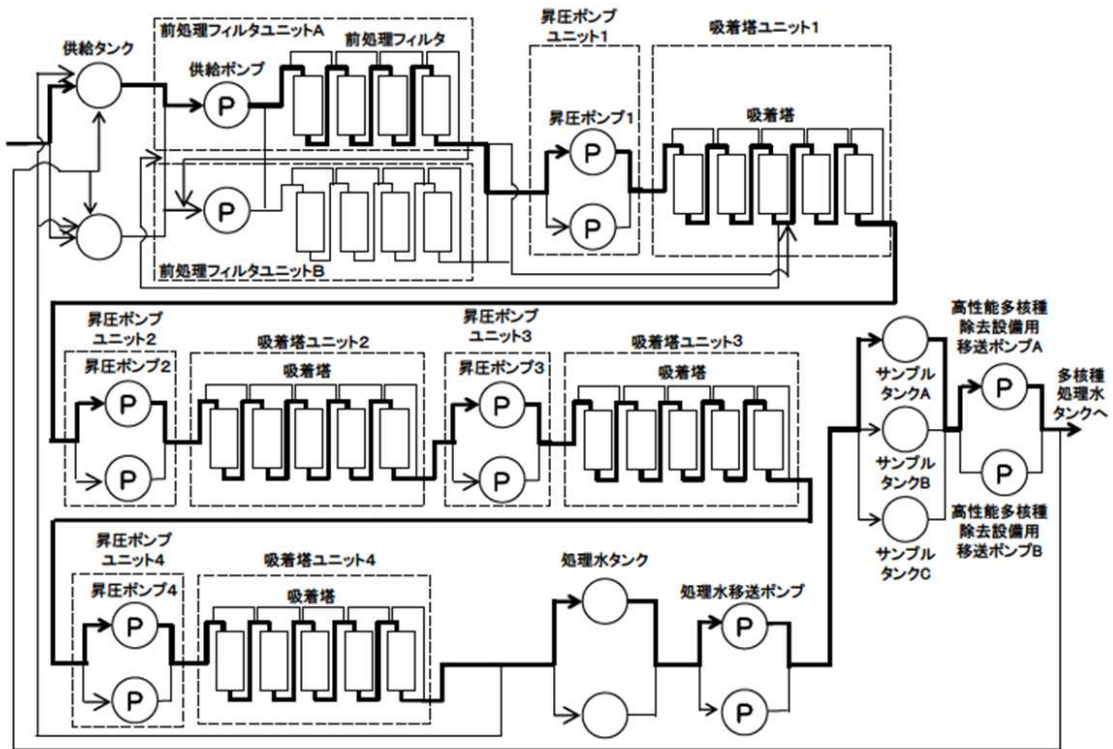 供給タンク
前処理フィルタユニットA
前処理フィルタ
供給ポンプ
P
P
前処理フィルタユニットB
昇圧ポンプ
ユニット1
昇圧ポンプ1
P
P
吸着塔ユニット1
吸着塔
昇圧ポンプ
ユニット2
昇圧ポンプ2
P
P
吸着塔ユニット2
吸着塔
昇圧ポンプ
ユニット3
昇圧ポンプ3
P
P
吸着塔ユニット3
吸着塔
サンプル
タンクA
サンプル
タンクB
サンプル
タンクC
高性能多核種
除去設備用
移送ポンプA
P
P
高性能多核種
除去設備用
移送ポンプB
多核種
処理水
タンクへ
昇圧ポンプ
ユニット4
昇圧ポンプ4
P
P
吸着塔ユニット4
吸着塔
処理水タンク
処理水移送ポンプ
P
P